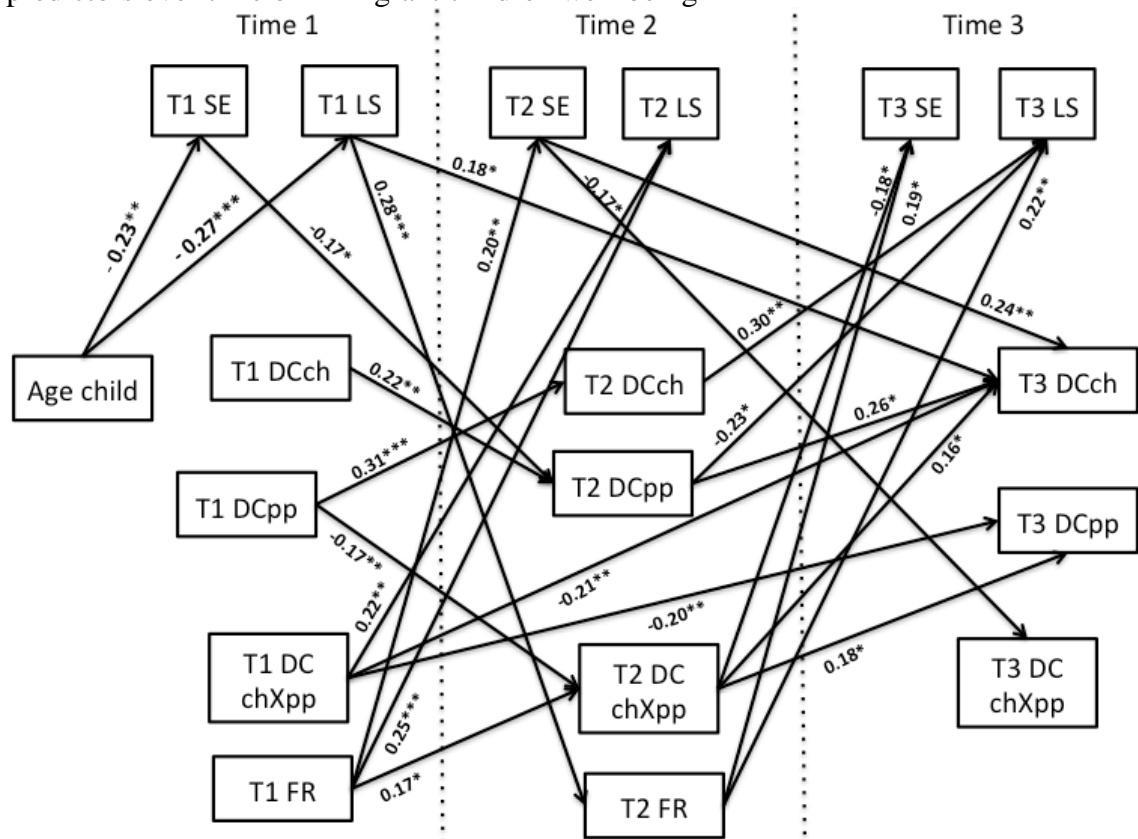 Time 1
Time 2
Time 3
T1 SE
T1 LS
T2 SE
T2 LS
T3 SE
T3 LS
0.18*
-0.17*
-0.18*
0.19*
0.22**
- 0.23**
- 0.27***
-0.17*
0.28***
0.20**
0.24**
0.30**
Age child
T1 DCch
T2 DCch
T3 DCch
0.22**
0.31***
-0.23*
0.26*
0.16*
T1 DCpp
T2 DCpp
T3 DCpp
-0.17**
-0.21**
-0.20**
0.22**
0.18*
T1 DC
chXpp
T2 DC
chXpp
T3 DC
chXpp
0.25***
0.17*
T1 FR
T2 FR